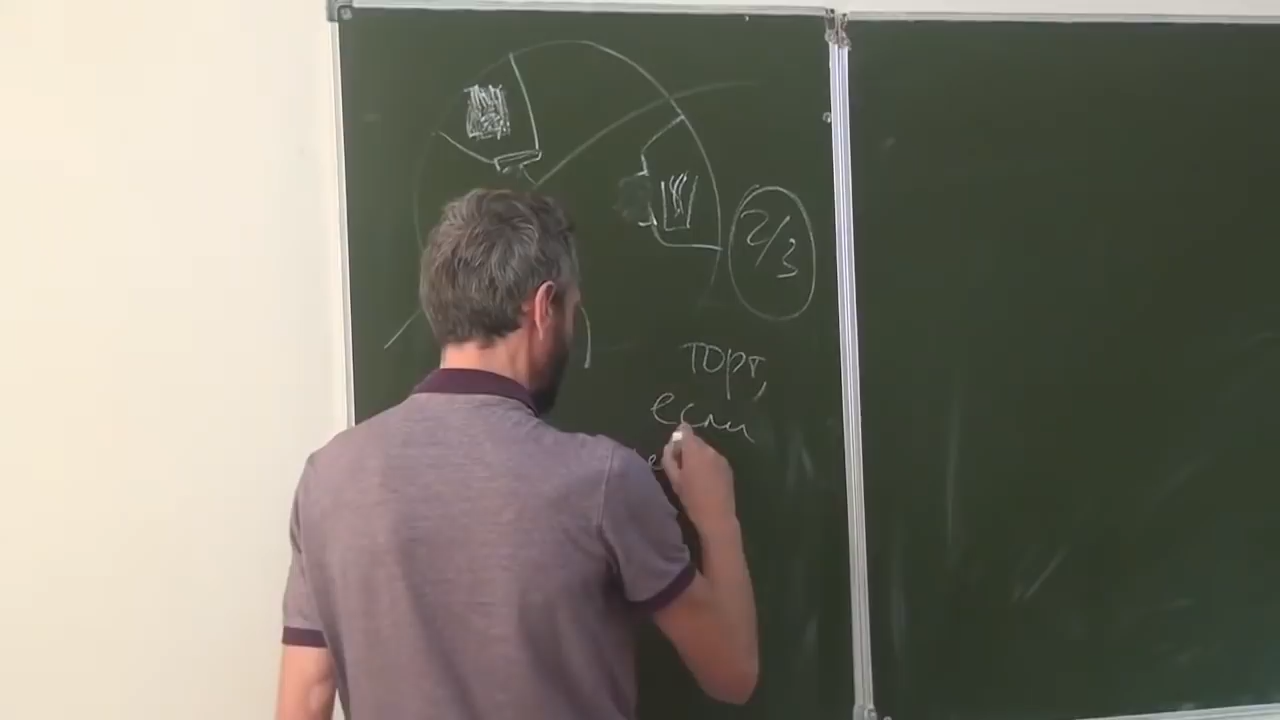 2/3
торт,
если